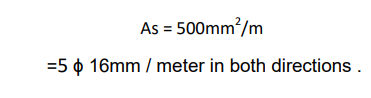 As = 500mm²/m
=5 ϕ 16mm / meter in both directions .